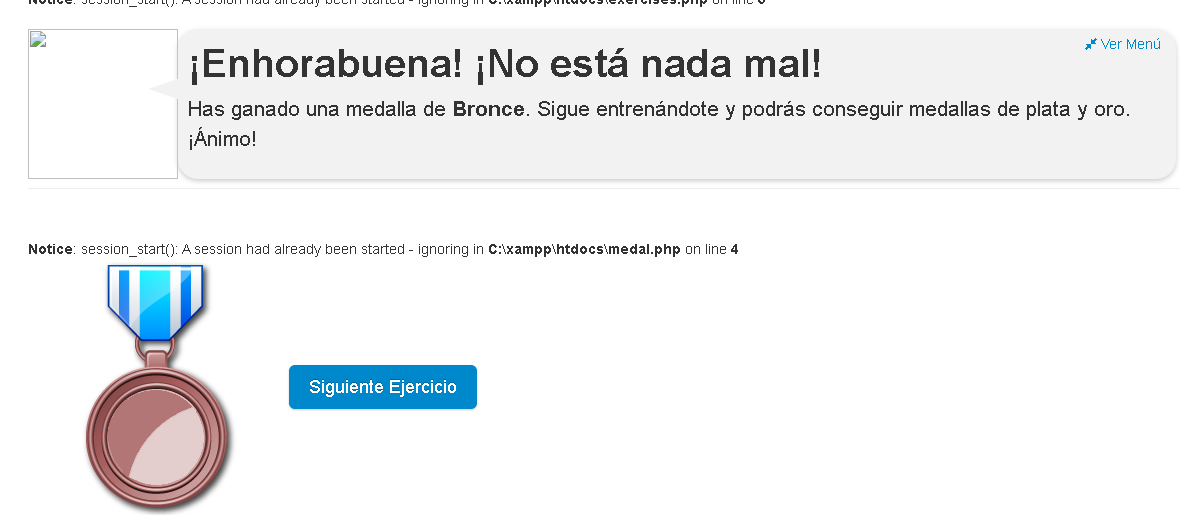 Notice: session_start(): A session had already been started - ignoring in C:\xampp\htdocs\exercises.php on line
Ver Menú
¡Enhorabuena! ¡No está nada mal!
Has ganado una medalla de Bronce. Sigue entrenándote y podrás conseguir medallas de plata y oro.
¡Ánimo!
Notice: session_start(): A session had already been started - ignoring in C:\xampp\htdocs\medal.php on line 4
Siguiente Ejercicio